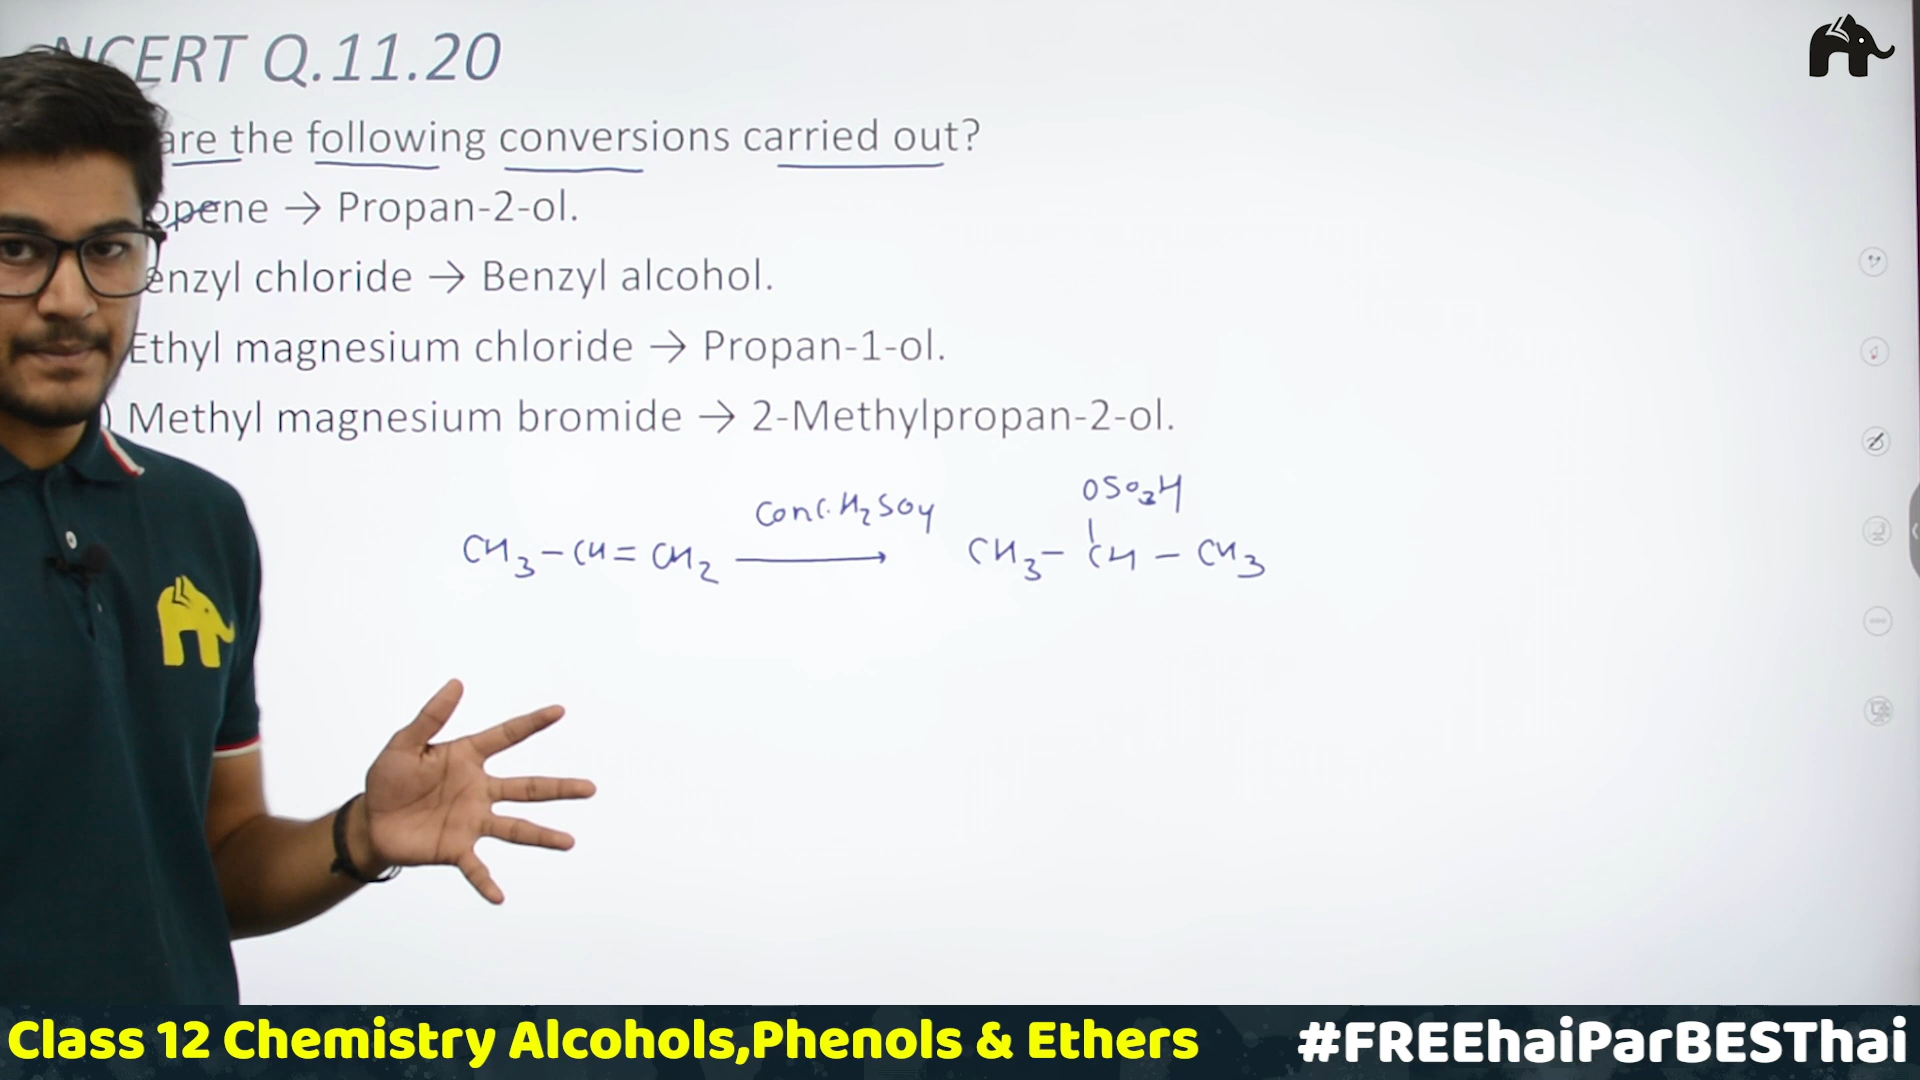 NCERT Q.11.20
are the following conversions carried out?
opene → Propan-2-ol.
enzyl chloride → Benzyl alcohol.
Ethyl magnesium chloride → Propan-1-ol.
) Methyl magnesium bromide → 2-Methylpropan-2-ol.
CH3-CH=CH2 Conc. H2SO4 → CH3-CH-CH3
OSO3H
Class 12 Chemistry Alcohols,Phenols & Ethers
#FREEhaiParBESThai